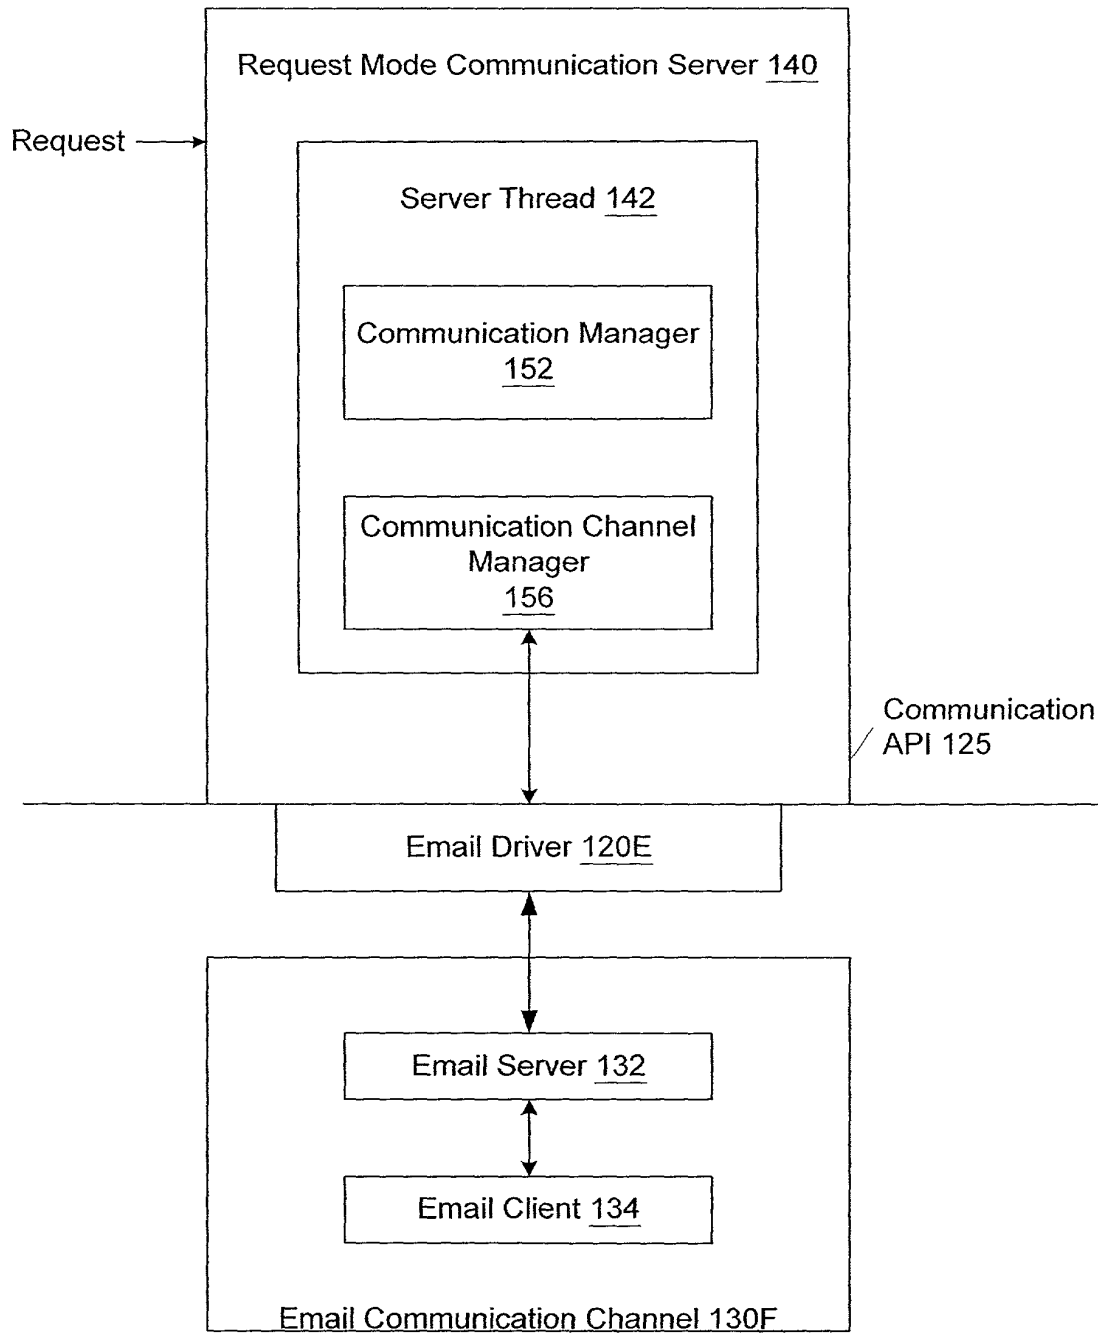 Request Mode Communication Server 140
Request
Server Thread 142
Communication Manager
152
Communication Channel
Manager
156
Communication
API 125
Email Driver 120E
Email Server 132
Email Client 134
Email Communication Channel 130F